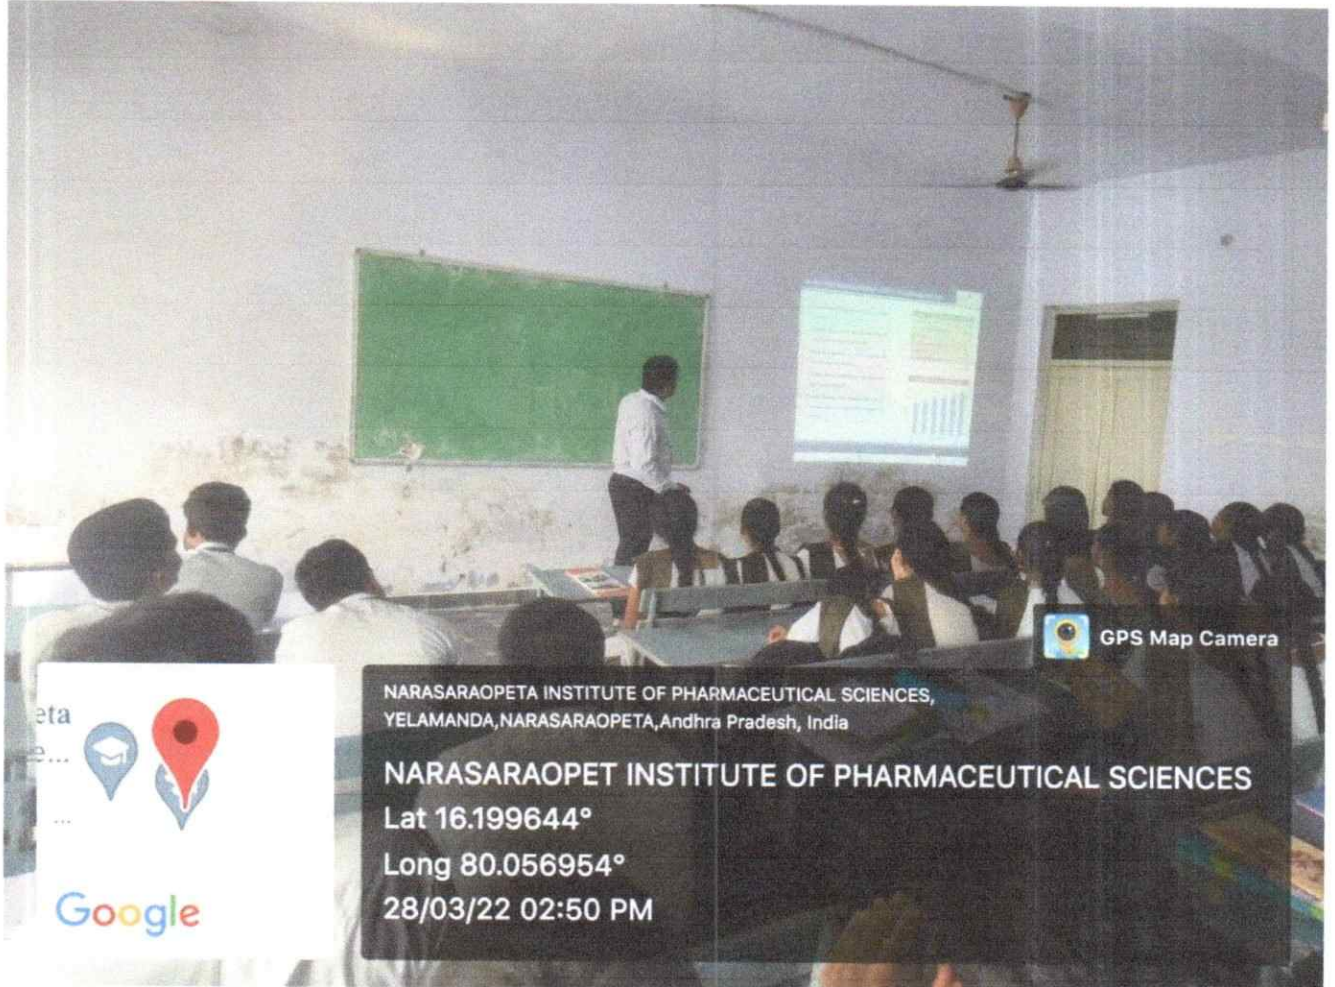 GPS Map Camera
eta
e...
...
Google
NARASARAOPETA INSTITUTE OF PHARMACEUTICAL SCIENCES,
YELAMANDA,NARASARAOPETA,Andhra Pradesh, India
NARASARAOPET INSTITUTE OF PHARMACEUTICAL SCIENCES
Lat 16.199644°
Long 80.056954°
28/03/22 02:50 PM